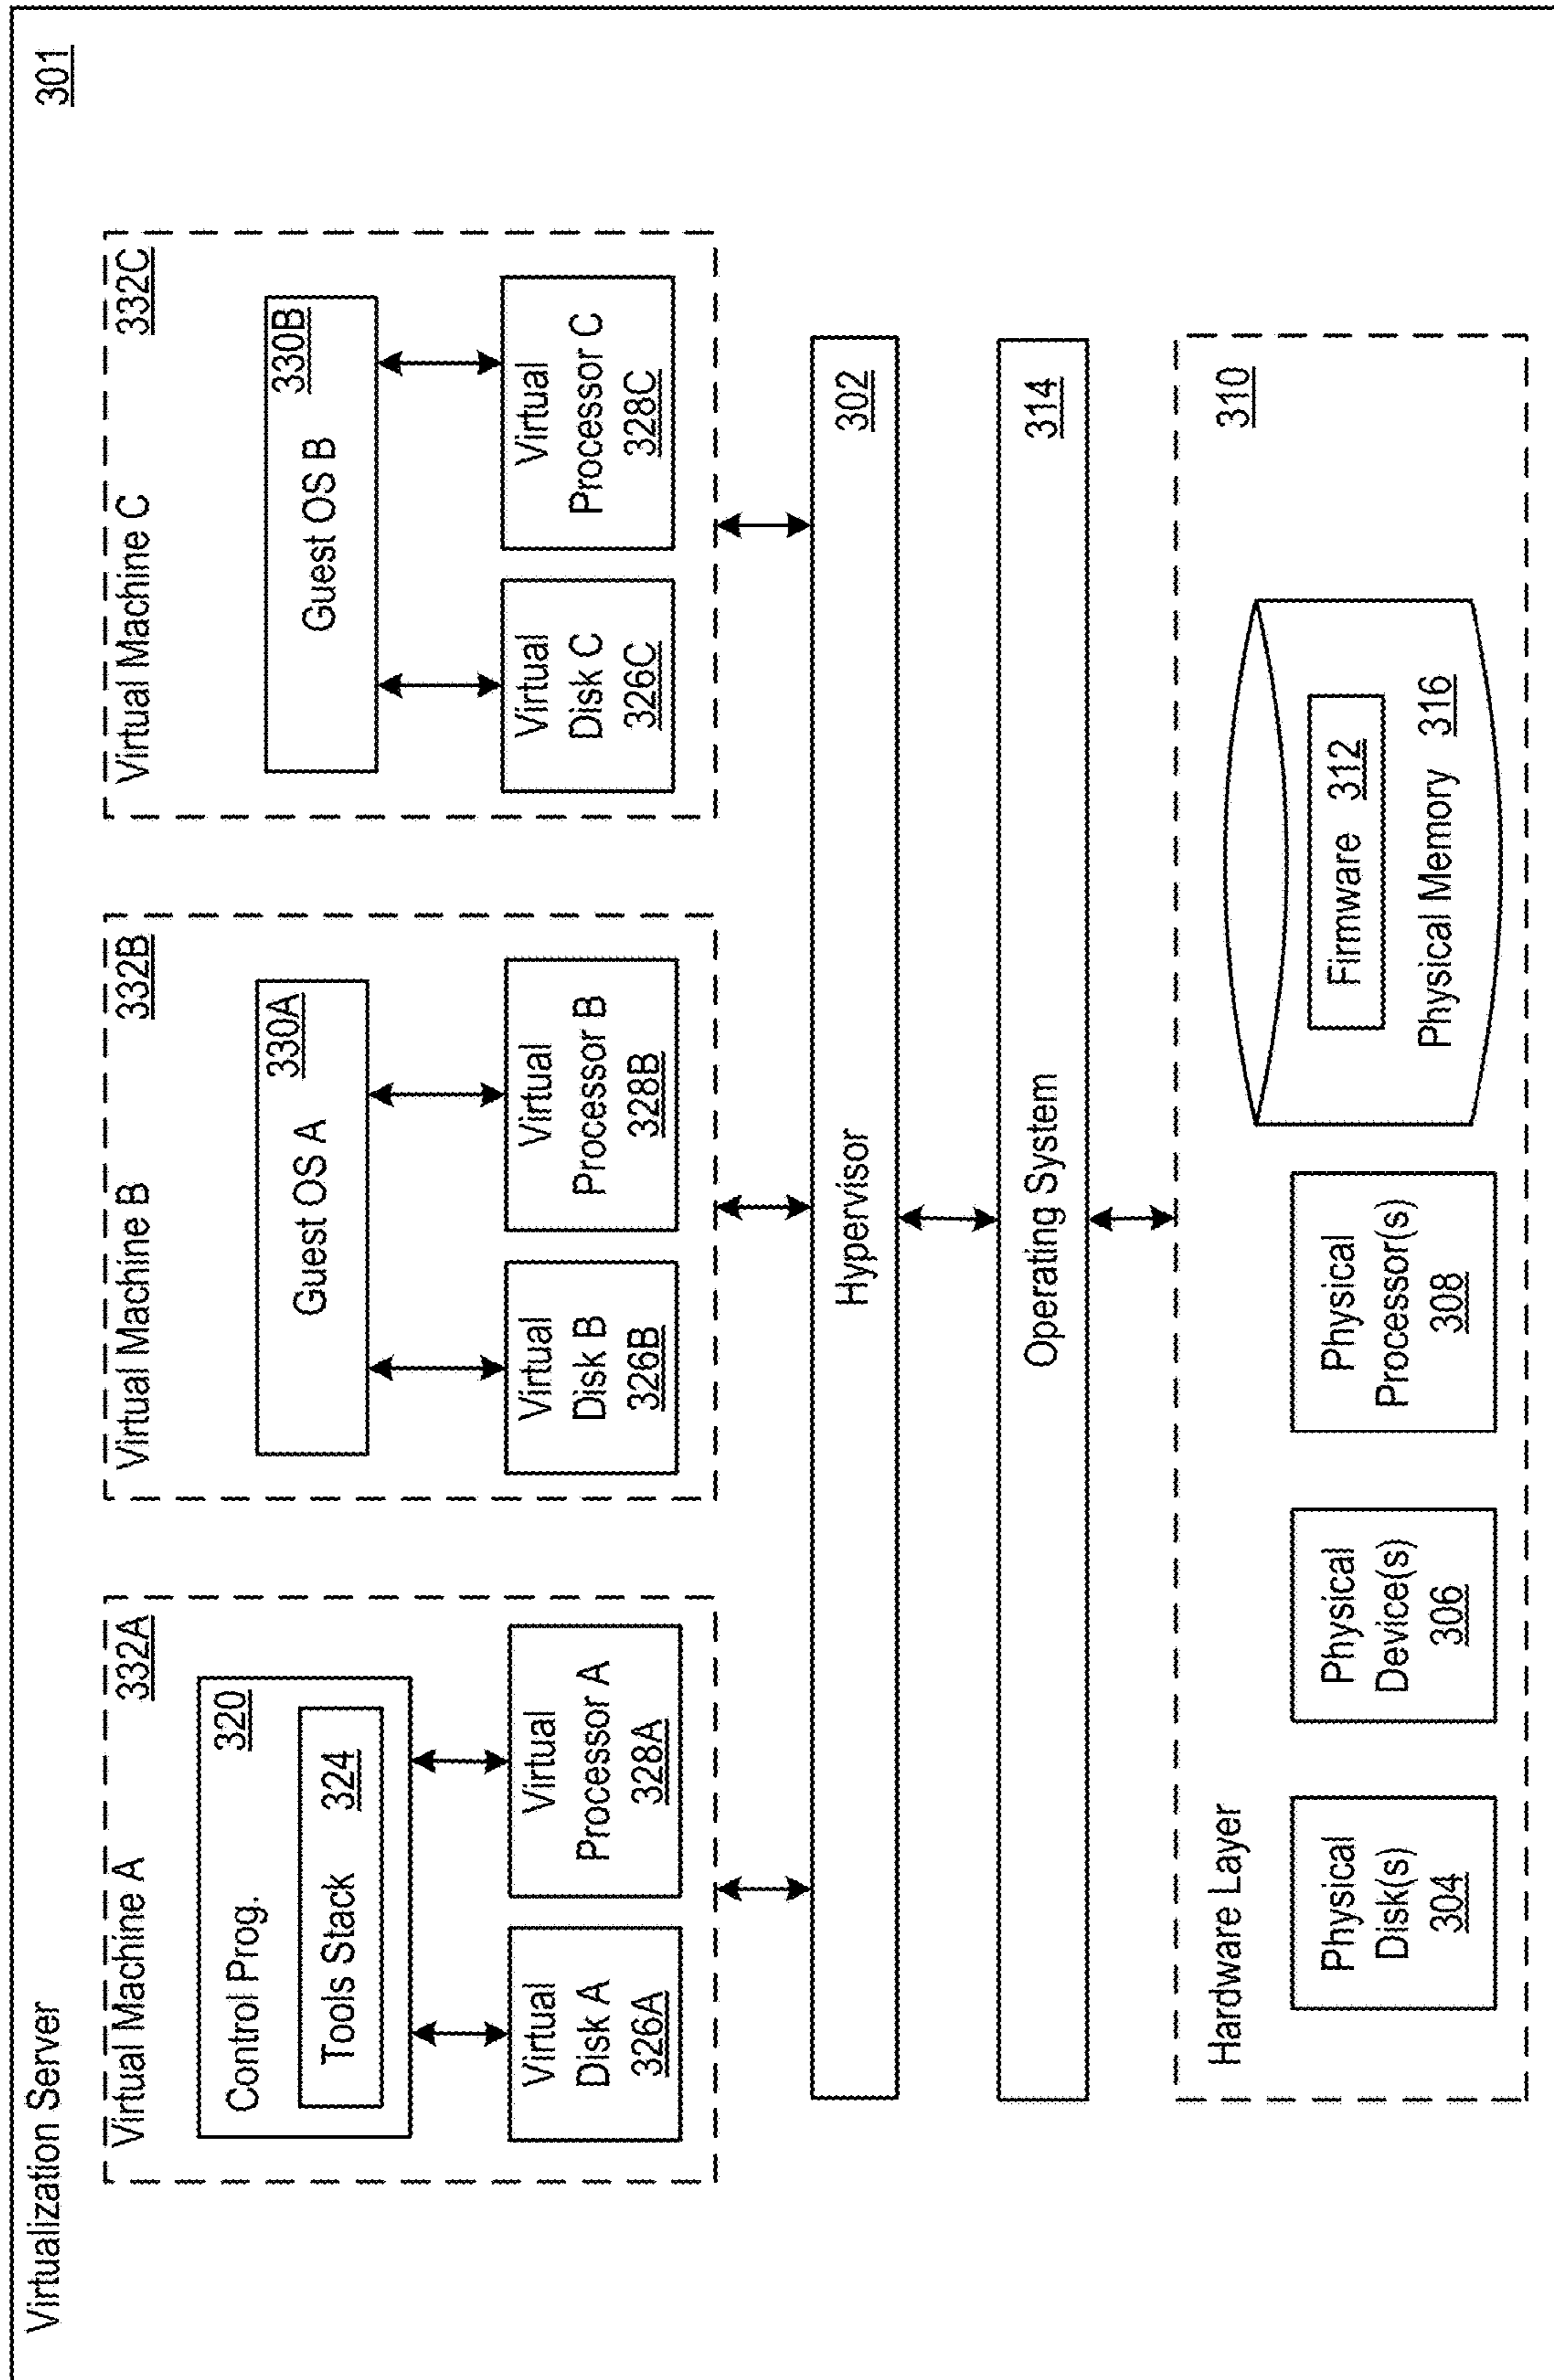 Virtualization Server
301
Virtual Machine A
332A
Control Prog.
320
Tools Stack 324
Virtual
Disk A
326A
Virtual
Processor A
328A
Virtual Machine B
332B
Guest OS A
330A
Virtual
Disk B
326B
Virtual
Processor B
328B
Virtual Machine C
332C
Guest OS B
330B
Virtual
Disk C
326C
Virtual
Processor C
328C
Hypervisor
302
Operating System
314
Hardware Layer
310
Physical
Disk(s)
304
Physical
Device(s)
306
Physical
Processor(s)
308
Firmware 312
Physical Memory 316